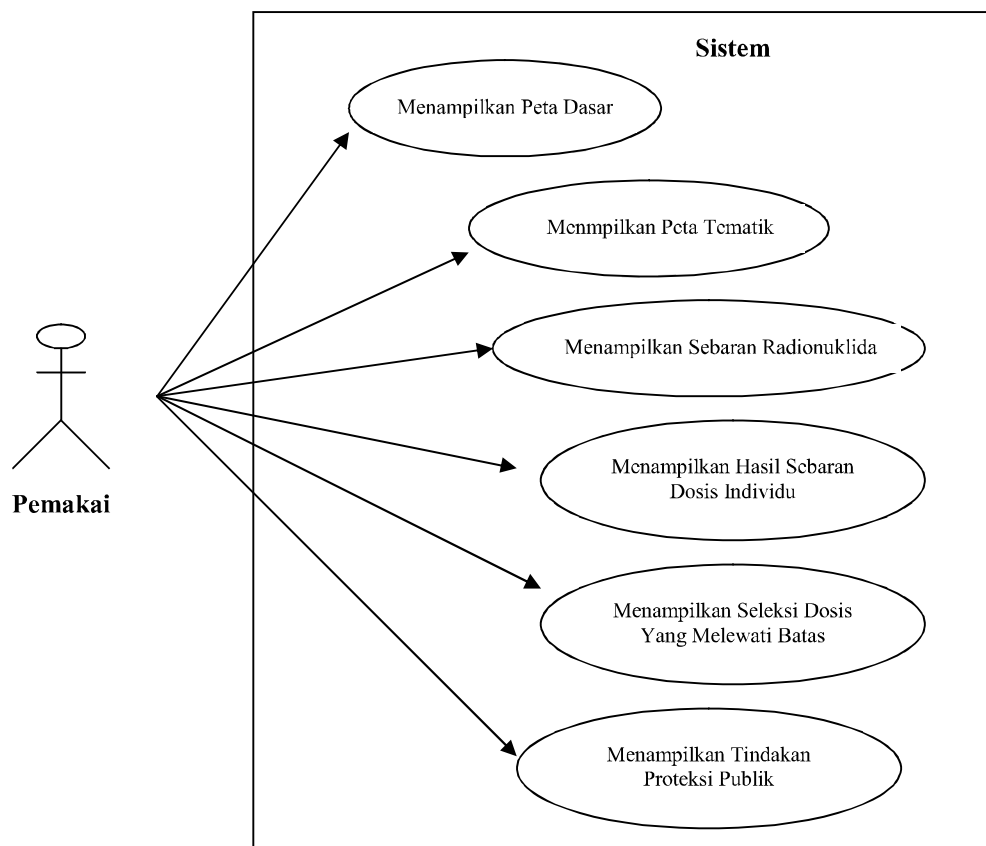 Sistem
Menampilkan Peta Dasar
Menmpilkan Peta Tematik
Menampilkan Sebaran Radionuklida
Menampilkan Hasil Sebaran
Dosis Individu
Pemakai
Menampilkan Seleksi Dosis
Yang Melewati Batas
Menampilkan Tindakan
Proteksi Publik